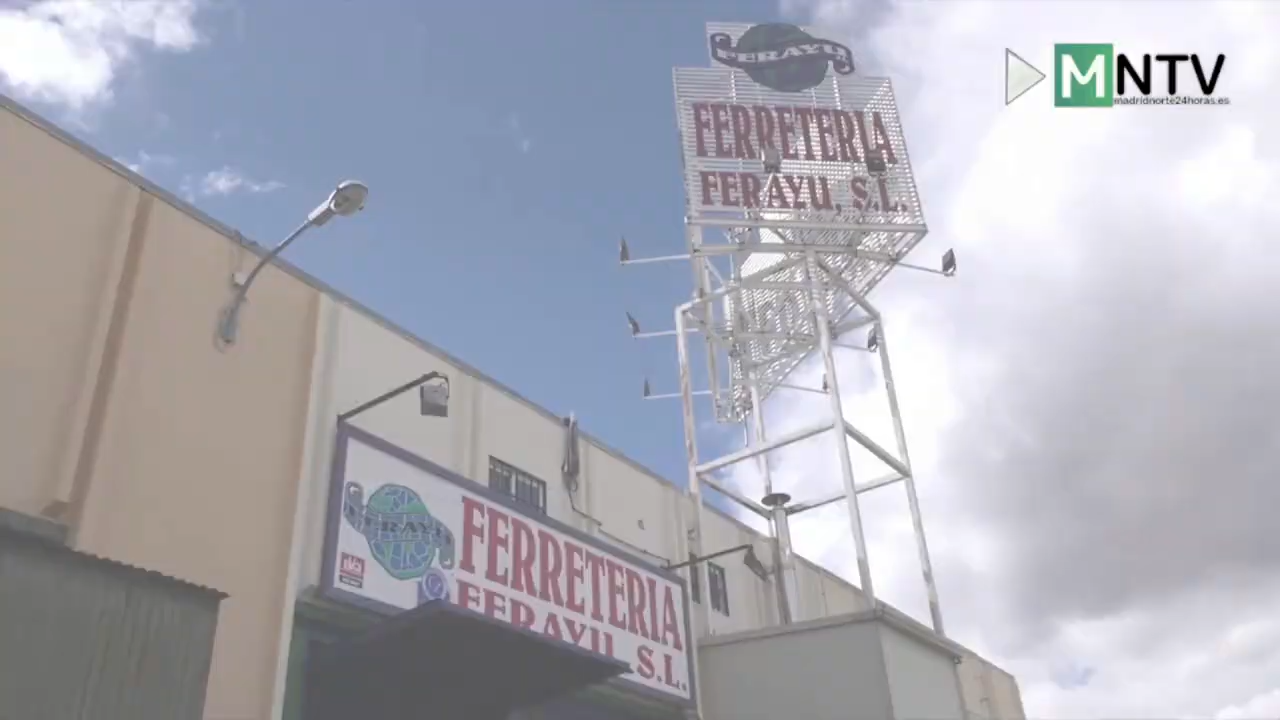 FERAYU
FERRETERIA
FERAYU, S.L.
MNTV
madridnorte24horas.es
FERAYU
FERRETERIA
FERAYU, S.L.